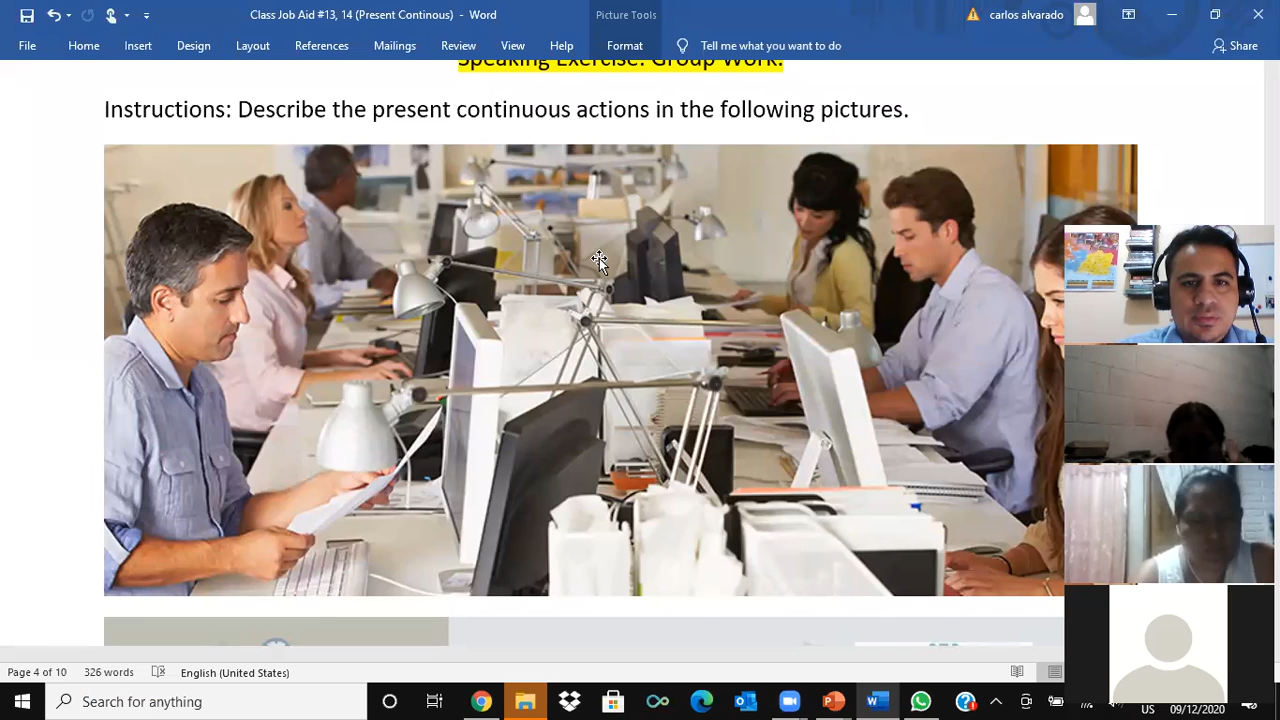 Class Job Aid #13, 14 (Present Continous) - Word
Picture Tools
carlos alvarado
File Home Insert Design Layout References Mailings Review View Help Format Tell me what you want to do Share
Speaking Exercise: Group Work.
Instructions: Describe the present continuous actions in the following pictures.
Page 4 of 10 326 words English (United States)
Search for anything
US 09/12/2020